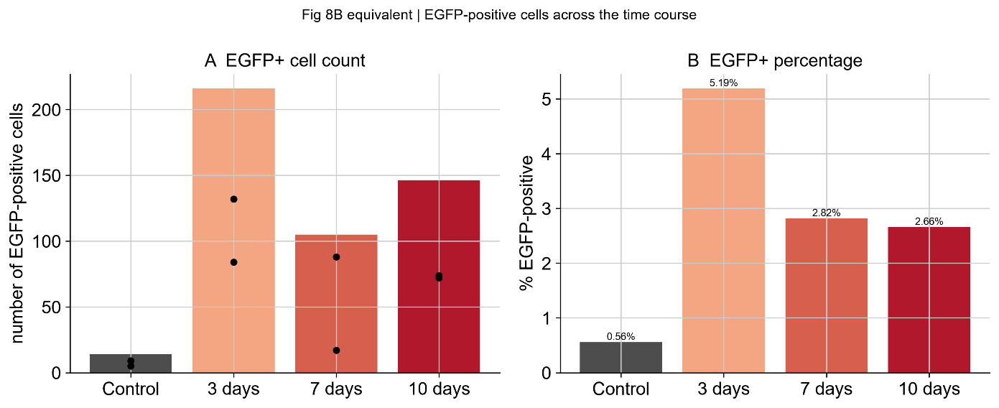 Fig 8B equivalent | EGFP-positive cells across the time course
A  EGFP+ cell count
number of EGFP-positive cells
200
150
100
50
0
Control
3 days
7 days
10 days
B  EGFP+ percentage
% EGFP-positive
5
4
3
2
1
0
0.56%
5.19%
2.82%
2.66%
Control
3 days
7 days
10 days